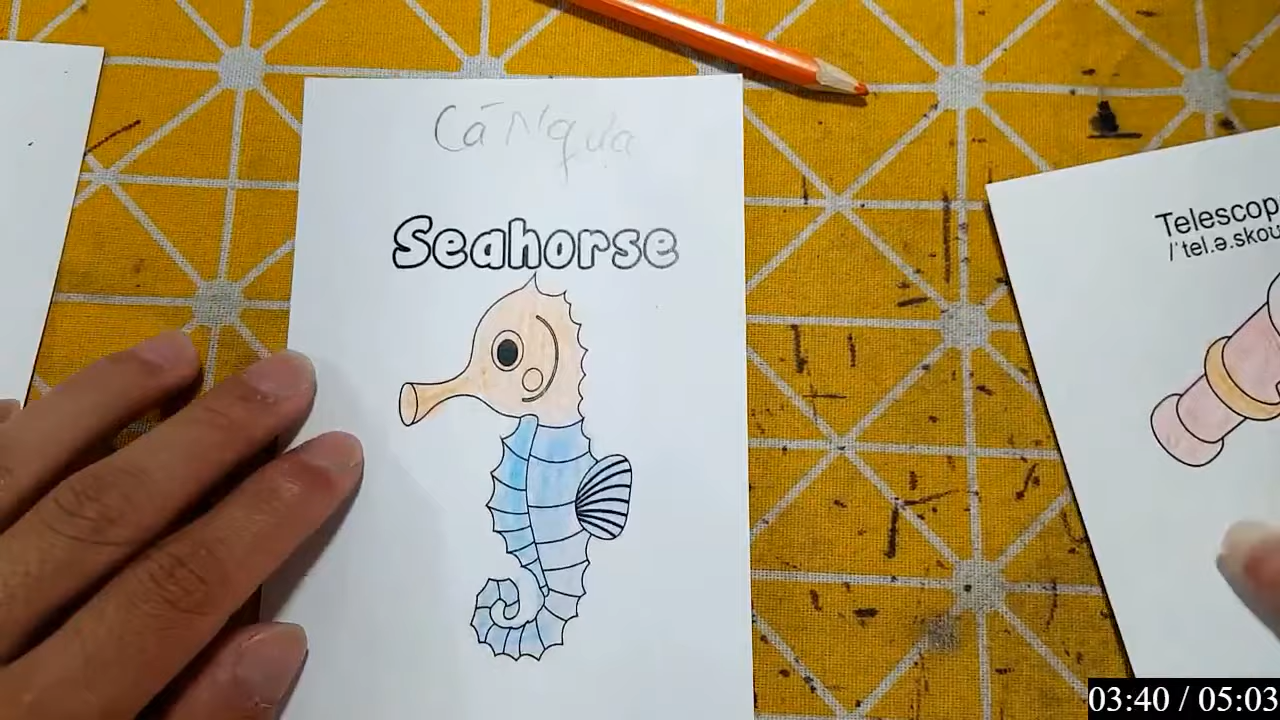 Cá Ngựa
Seahorse
Telescop
/ˈtel.ə.skoʊ
03:40 / 05:03